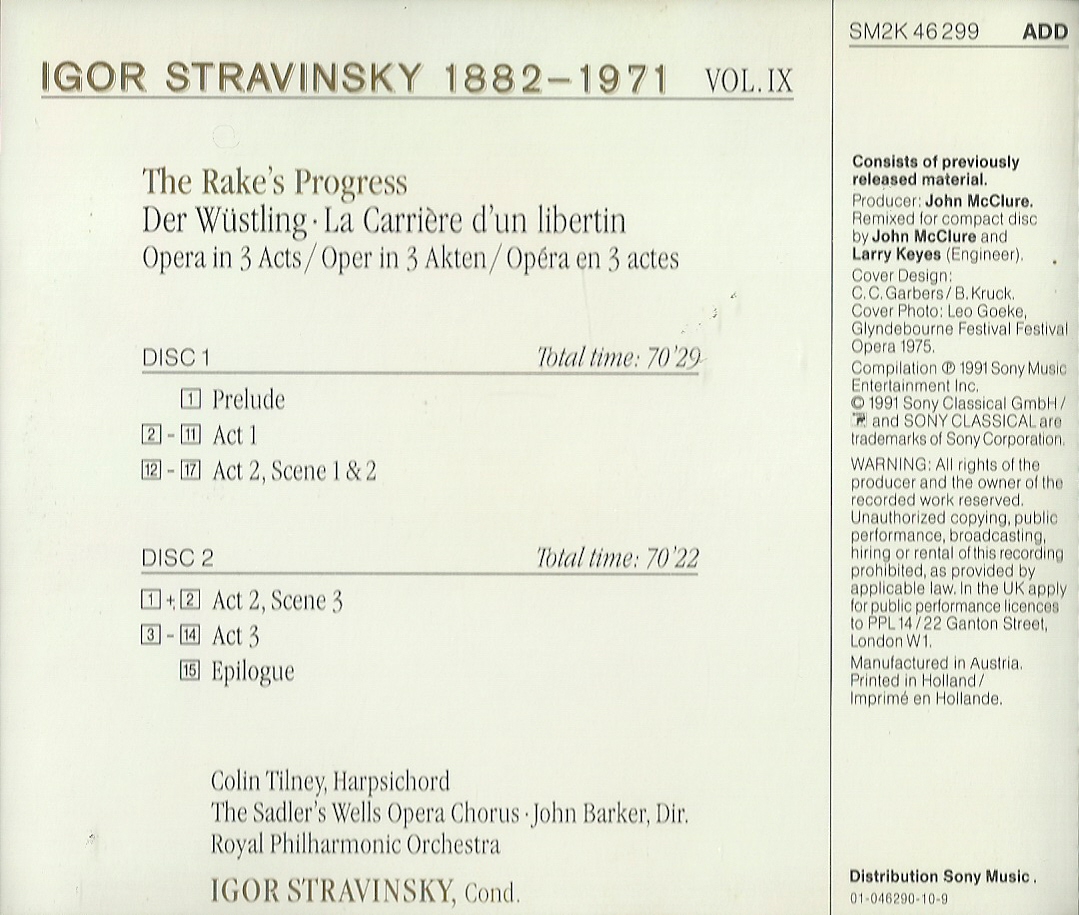 IGOR STRAVINSKY 1882–1971 VOL. IX
The Rake's Progress
Der Wüstling · La Carrière d'un libertin
Opera in 3 Acts / Oper in 3 Akten / Opéra en 3 actes
DISC 1 Total time: 70'29
1 Prelude
2 - 11 Act 1
12 - 17 Act 2, Scene 1 & 2
DISC 2 Total time: 70'22
1 + 2 Act 2, Scene 3
3 - 14 Act 3
15 Epilogue
Colin Tilney, Harpsichord
The Sadler's Wells Opera Chorus · John Barker, Dir.
Royal Philharmonic Orchestra
IGOR STRAVINSKY, Cond.
SM2K 46 299 ADD
Consists of previously
released material.
Producer: John McClure.
Remixed for compact disc
by John McClure and
Larry Keyes (Engineer).
Cover Design:
C. C. Garbers / B. Kruck.
Cover Photo: Leo Goeke,
Glyndebourne Festival Festival
Opera 1975.
Compilation ℗ 1991 Sony Music
Entertainment Inc.
© 1991 Sony Classical GmbH /
and SONY CLASSICAL are
trademarks of Sony Corporation.
WARNING: All rights of the
producer and the owner of the
recorded work reserved.
Unauthorized copying, public
performance, broadcasting,
hiring or rental of this recording
prohibited, as provided by
applicable law. In the UK apply
for public performance licences
to PPL 14 / 22 Ganton Street,
London W1.
Manufactured in Austria.
Printed in Holland /
Imprimé en Hollande.
Distribution Sony Music.
01-046290-10-9